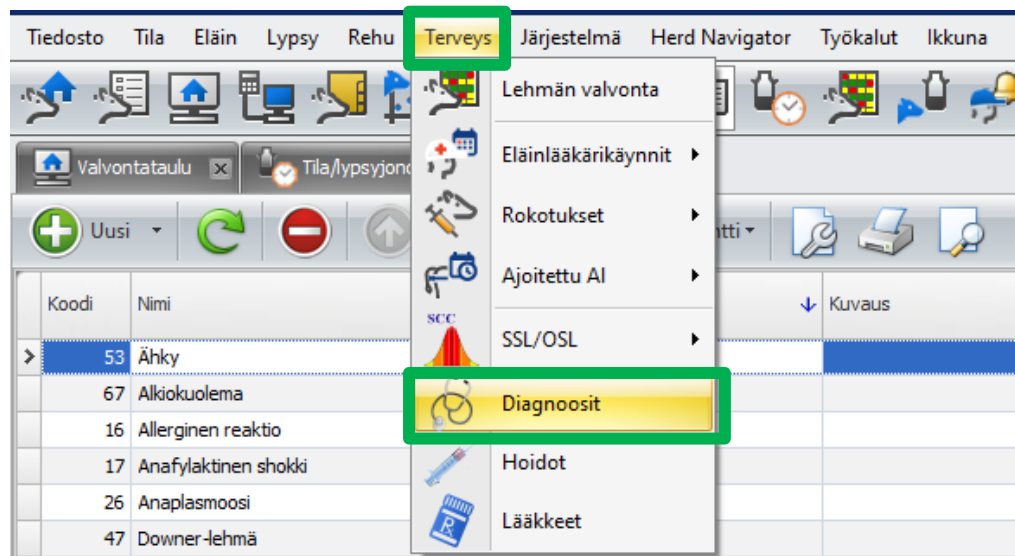 Tiedosto Tila Eläin Lypsy Rehu Terveys Järjestelmä Herd Navigator Työkalut Ikkuna
Lehmän valvonta
Valvontataulu Tila/lypsyjono
Eläinlääkärikäynnit
Uusi
Rokotukset
Ajoitettu AI
Koodi Nimi Kuvaus
SCC
SSL/OSL
53 Ähky
67 Alkiokuolema
Diagnoosit
16 Allerginen reaktio
17 Anafylaktinen shokki
Hoidot
26 Anaplasmoosi
Rx
Lääkkeet
47 Downer-lehmä